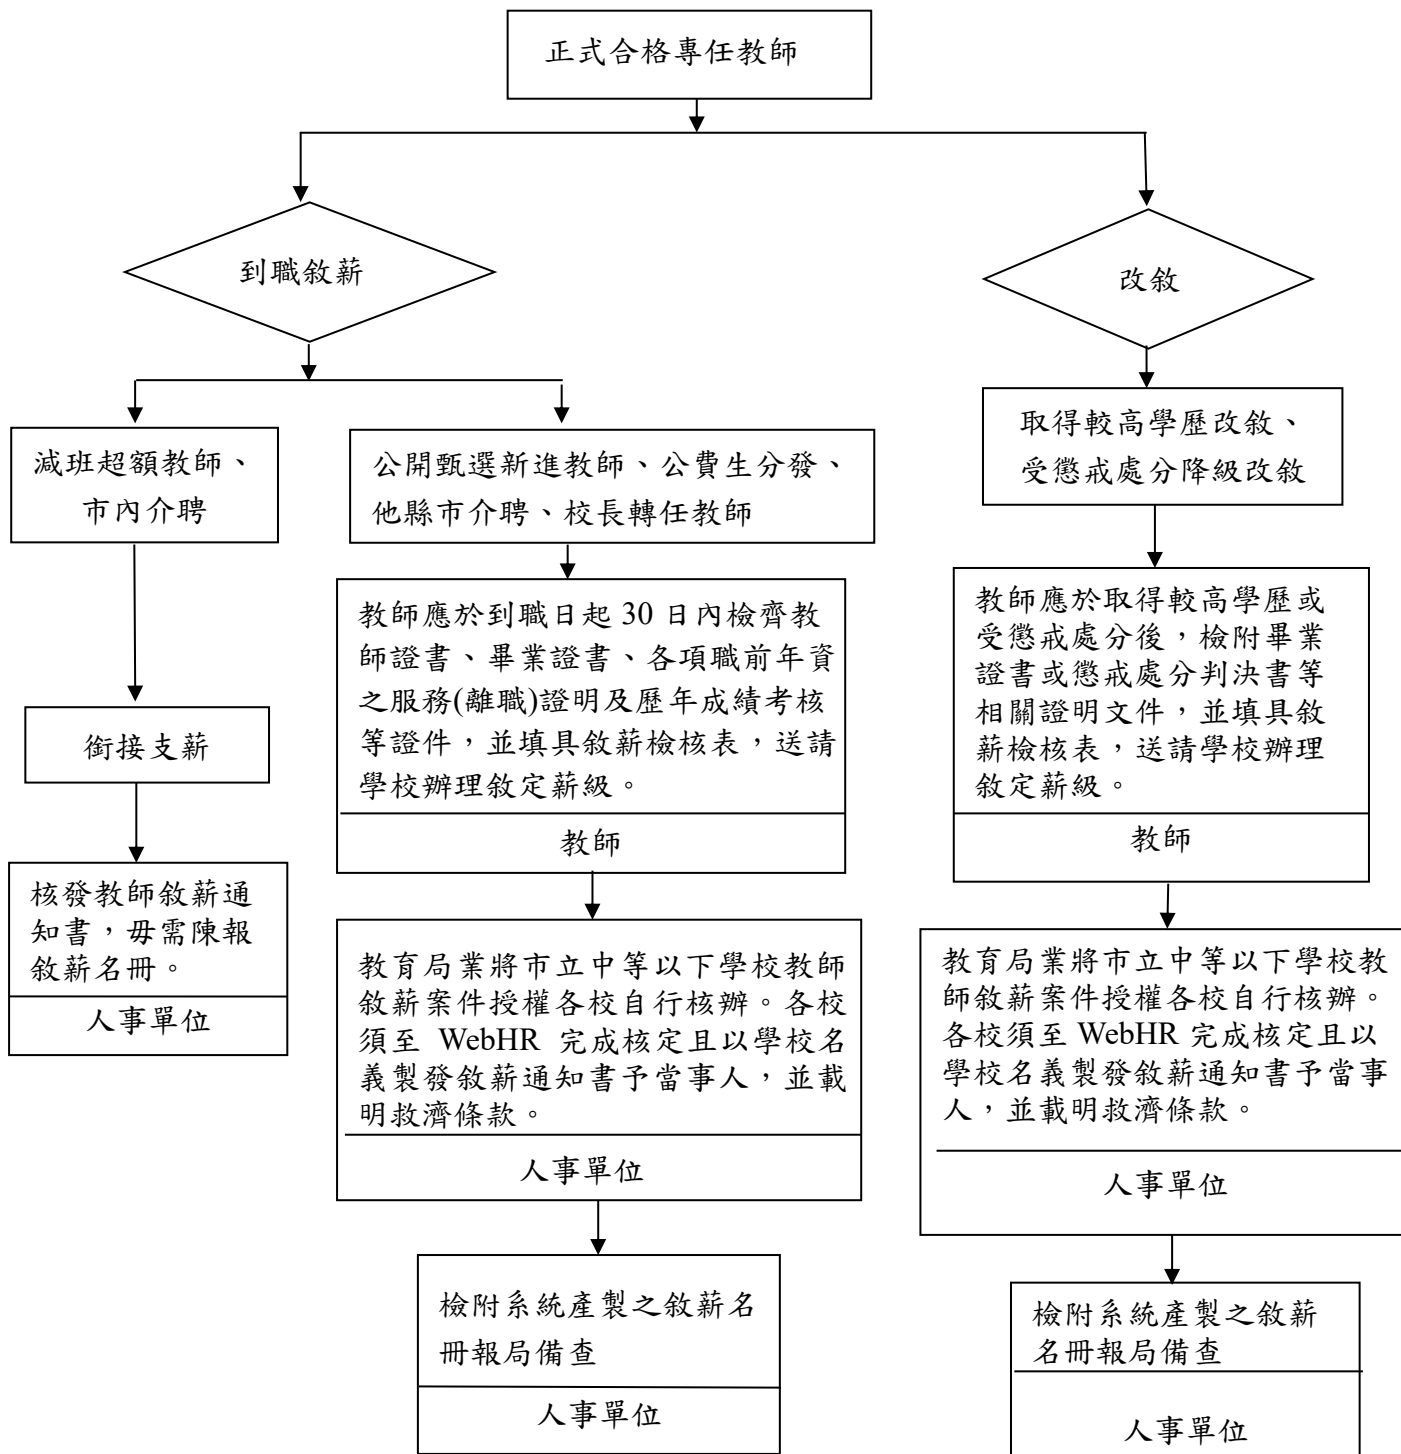 正式合格專任教師
到職敘薪
改敘
減班超額教師、
市內介聘
公開甄選新進教師、公費生分發、
他縣市介聘、校長轉任教師
取得較高學歷改敘、
受懲戒處分降級改敘
銜接支薪
教師應於到職日起 30 日內檢齊教
師證書、畢業證書、各項職前年資
之服務(離職)證明及歷年成績考核
等證件，並填具敘薪檢核表，送請
學校辦理敘定薪級。
教師
教師應於取得較高學歷或
受懲戒處分後，檢附畢業
證書或懲戒處分判決書等
相關證明文件，並填具敘
薪檢核表，送請學校辦理
敘定薪級。
教師
核發教師敘薪通
知書，毋需陳報
敘薪名冊。
人事單位
教育局業將市立中等以下學校教師
敘薪案件授權各校自行核辦。各校
須至 WebHR 完成核定且以學校名
義製發敘薪通知書予當事人，並載
明救濟條款。
人事單位
教育局業將市立中等以下學校教
師敘薪案件授權各校自行核辦。
各校須至 WebHR 完成核定且以
學校名義製發敘薪通知書予當事
人，並載明救濟條款。
人事單位
檢附系統產製之敘薪名
冊報局備查
人事單位
檢附系統產製之敘薪
名冊報局備查
人事單位